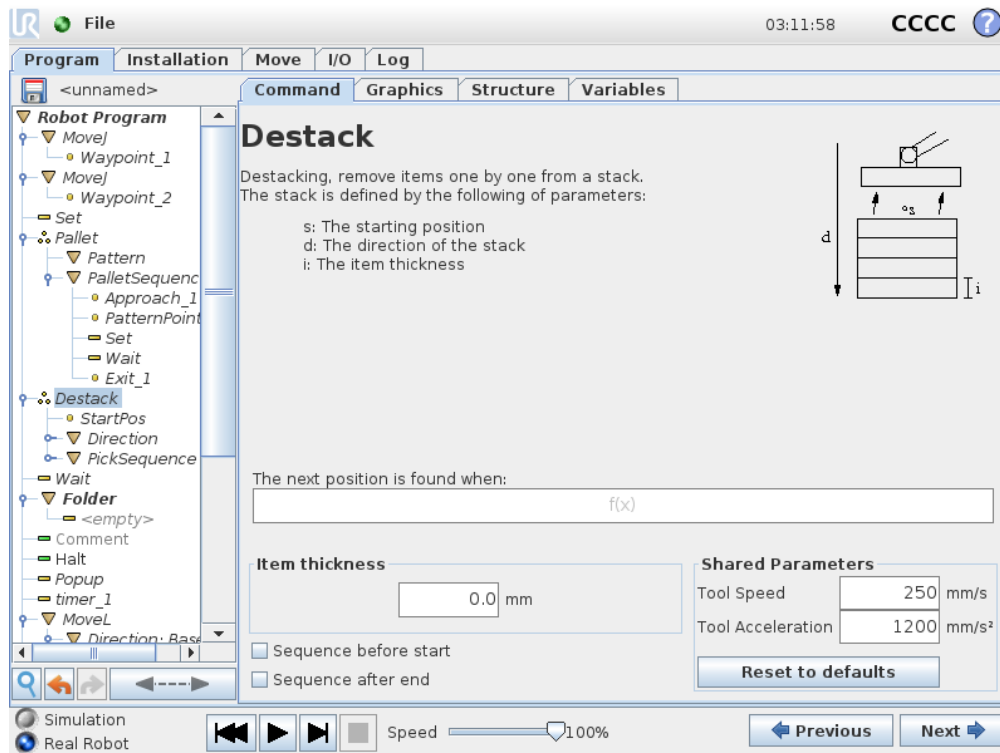 UR File 03:11:58 CCCC ?
Program Installation Move I/O Log
<unnamed>
Command Graphics Structure Variables
Robot Program
MoveJ
Waypoint_1
MoveJ
Waypoint_2
Set
Pallet
Pattern
PalletSequenc
Approach_1
PatternPoint
Set
Wait
Exit_1
Destack
StartPos
Direction
PickSequence
Wait
Folder
<empty>
Comment
Halt
Popup
timer_1
MoveL
Direction: Base
Destack
Destacking, remove items one by one from a stack.
The stack is defined by the following of parameters:
s: The starting position
d: The direction of the stack
i: The item thickness
s
d
i
The next position is found when:
f(x)
Item thickness
0.0 mm
Sequence before start
Sequence after end
Shared Parameters
Tool Speed 250 mm/s
Tool Acceleration 1200 mm/s²
Reset to defaults
Simulation
Real Robot
Speed 100%
Previous Next